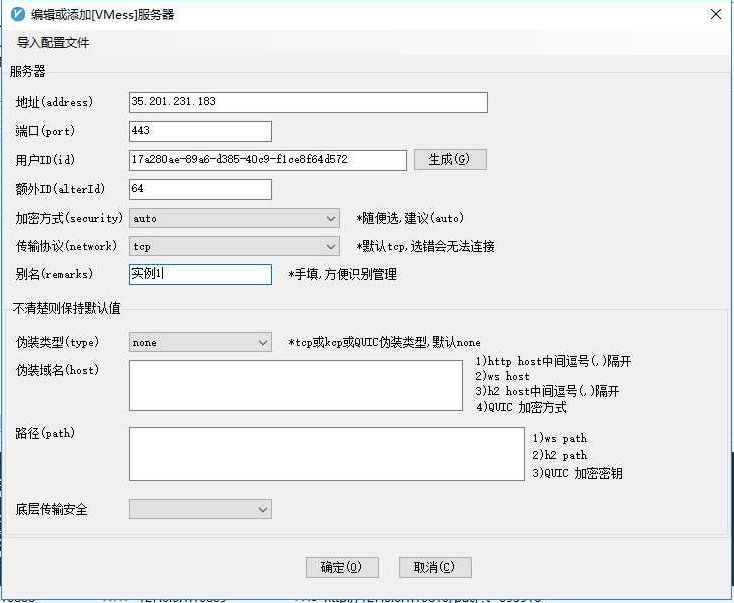 编辑或添加[VMess]服务器
导入配置文件
服务器
地址(address) 35.201.231.183
端口(port) 443
用户ID(id) 17a280ae-89a6-d385-40c9-f1ce8f64d572 生成(G)
额外ID(alterId) 64
加密方式(security) auto *随便选,建议(auto)
传输协议(network) tcp *默认tcp,选错会无法连接
别名(remarks) 实例1 *手填,方便识别管理
不清楚则保持默认值
伪装类型(type) none *tcp或kcp或QUIC伪装类型,默认none
伪装域名(host)
1)http host中间逗号(,)隔开
2)ws host
3)h2 host中间逗号(,)隔开
4)QUIC 加密方式
路径(path)
1)ws path
2)h2 path
3)QUIC 加密密钥
底层传输安全
确定(O) 取消(C)